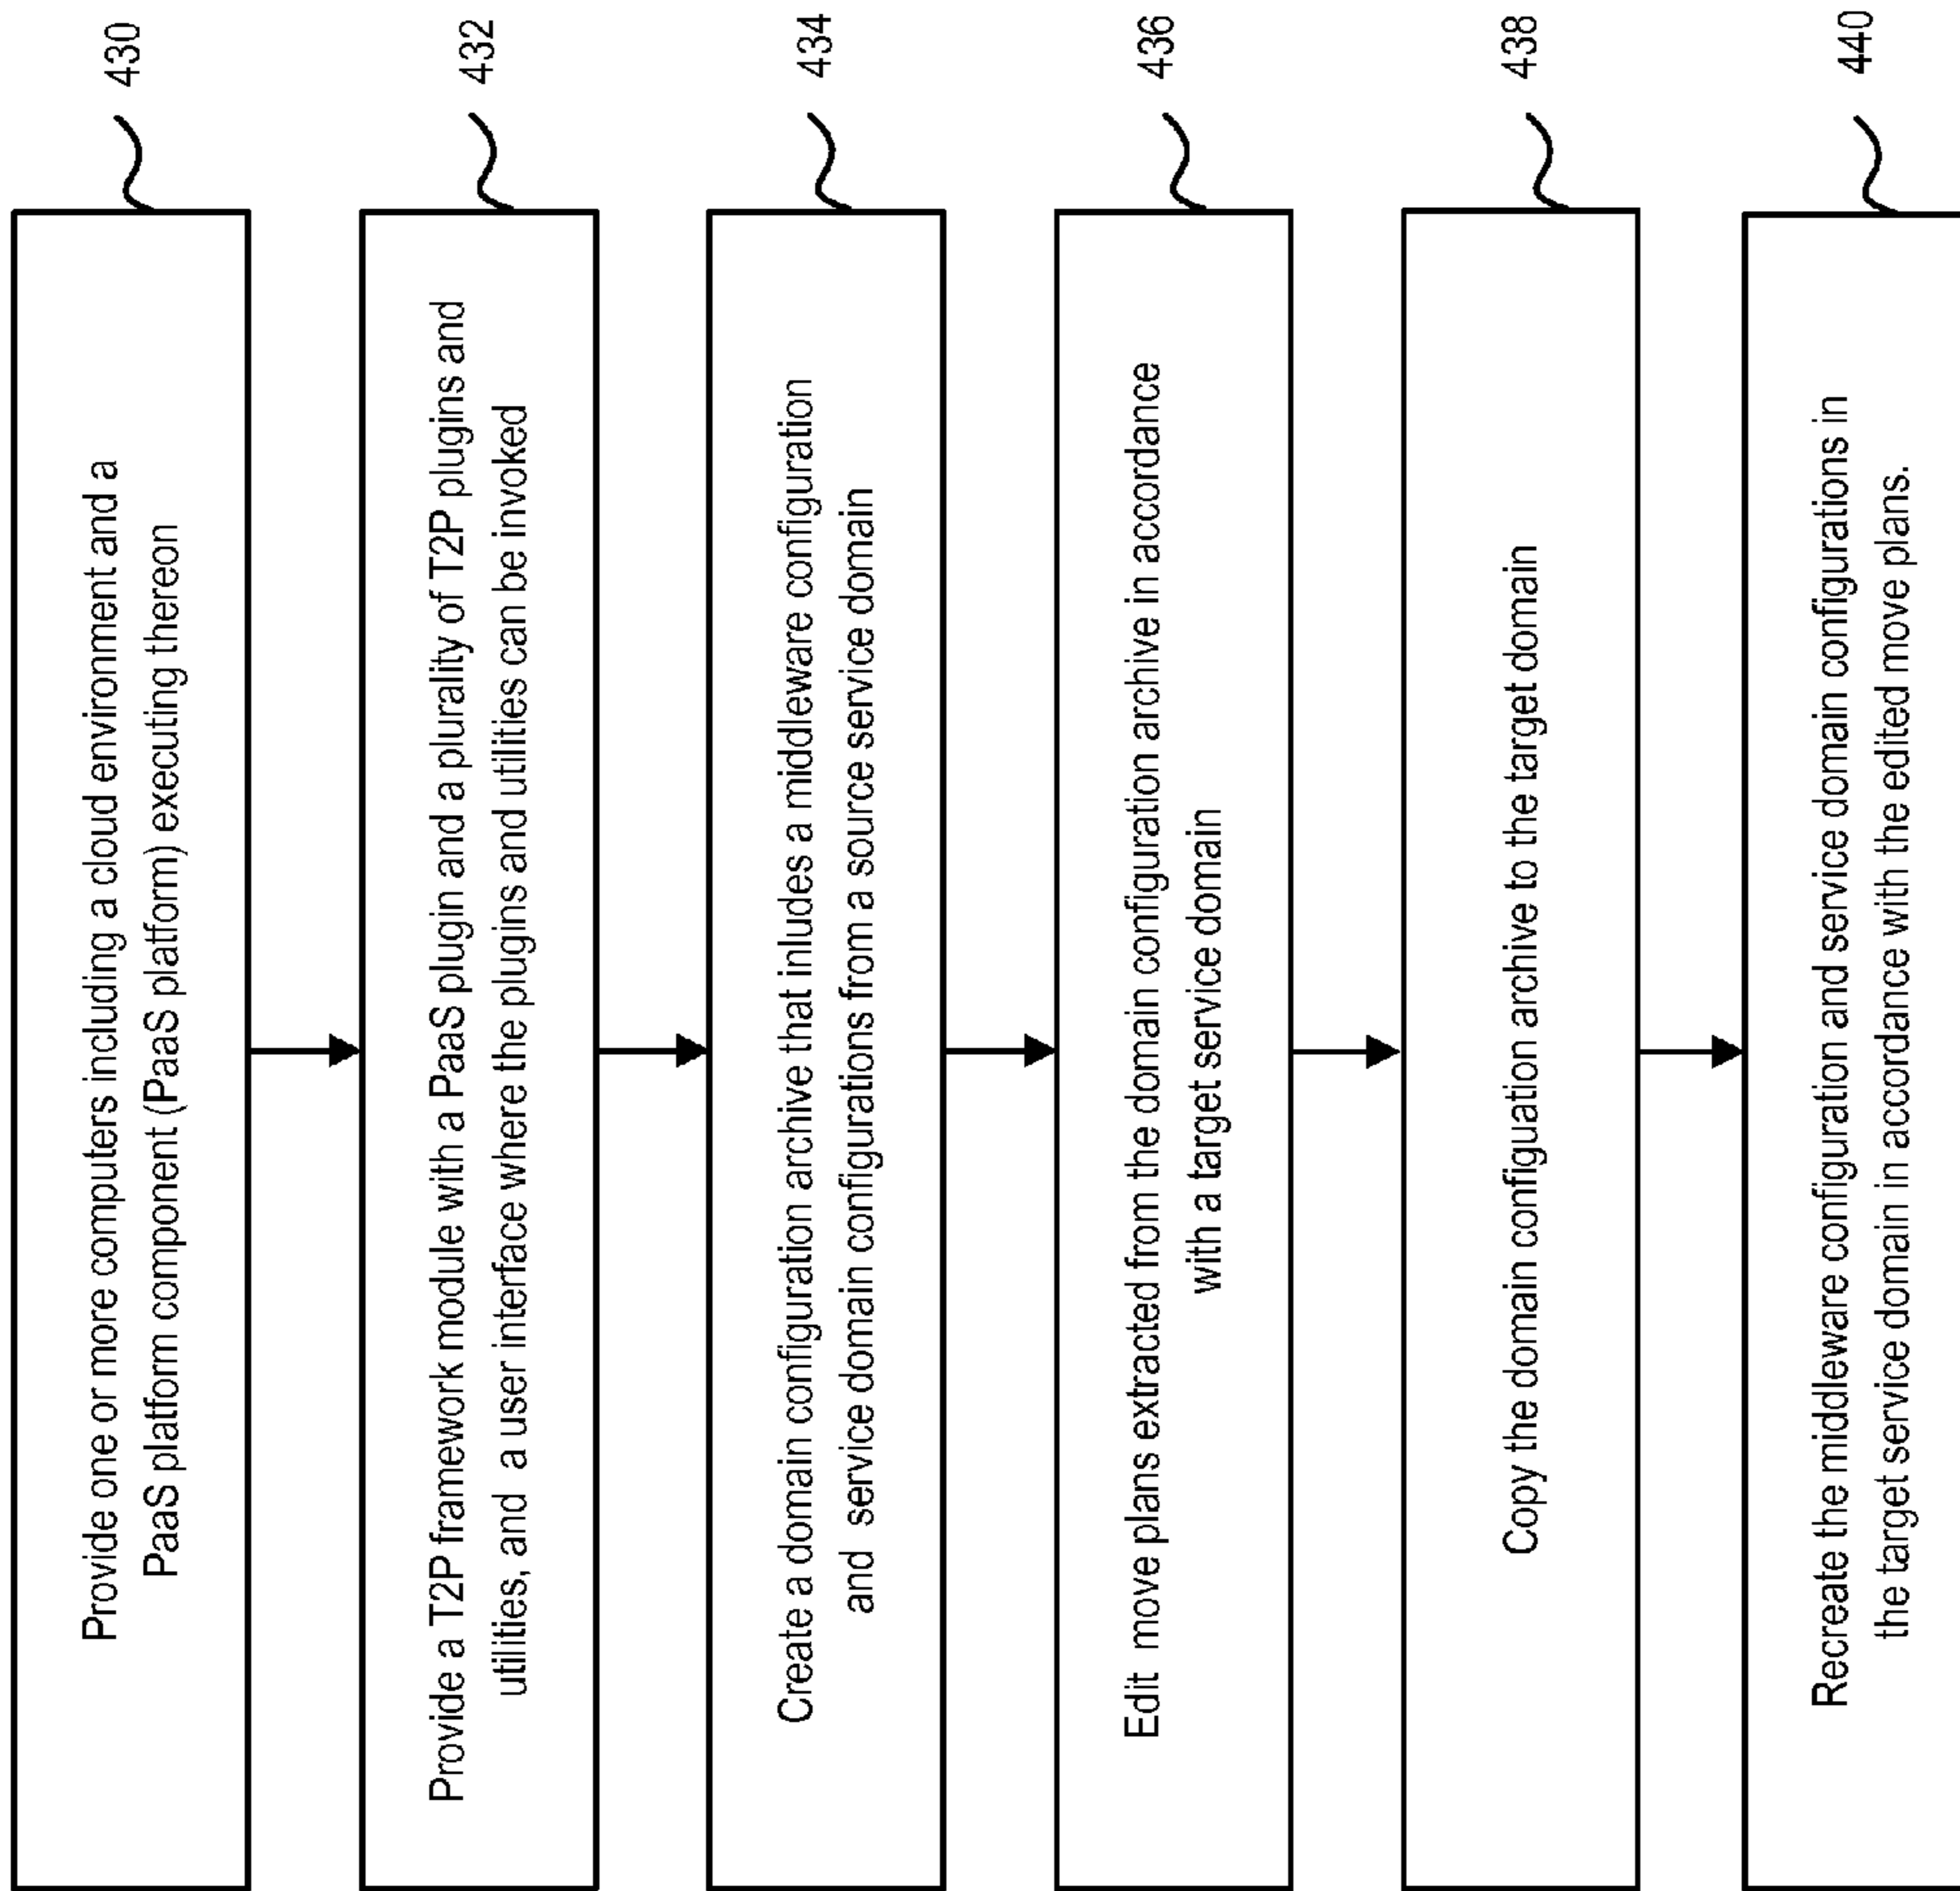 Provide one or more computers including a cloud environment and a
PaaS platform component (PaaS platform) executing thereon
430
Provide a T2P framework module with a PaaS plugin and a plurality of T2P plugins and
utilities, and a user interface where the plugins and utilities can be invoked
432
Create a domain configuration archive that inludes a middleware configuration
and service domain configurations from a source service domain
434
Edit move plans extracted from the domain configuration archive in accordance
with a target service domain
436
Copy the domain configuation archive to the target domain
438
Recreate the middleware configuration and service domain configurations in
the target service domain in accordance with the edited move plans.
440